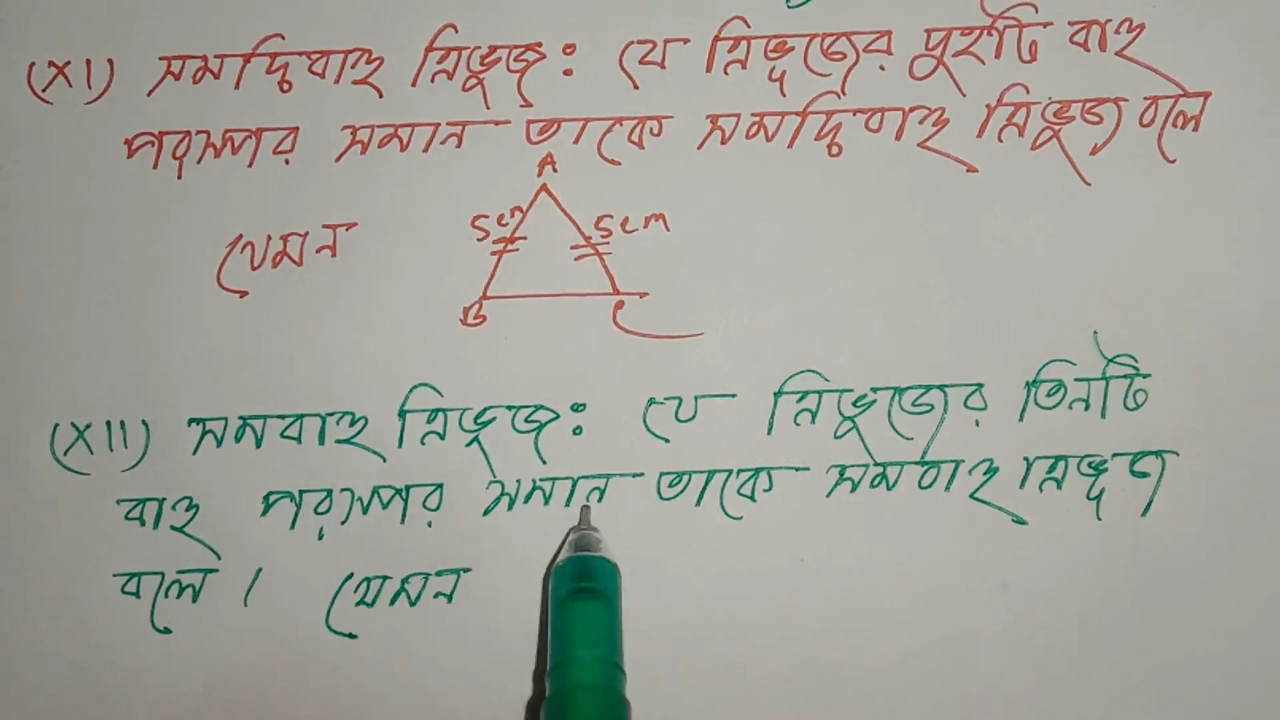 (XI) সমদ্বিবাহু ত্রিভুজ : যে ত্রিভুজের দুইটি বাহু
পরস্পর সমান তাকে সমদ্বিবাহু ত্রিভুজ বলে
A
যেমন 5cm 5cm
B C
(XII) সমবাহু ত্রিভুজ : যে ত্রিভুজের তিনটি
বাহু পরস্পর সমান তাকে সমবাহু ত্রিভুজ
বলে । যেমন